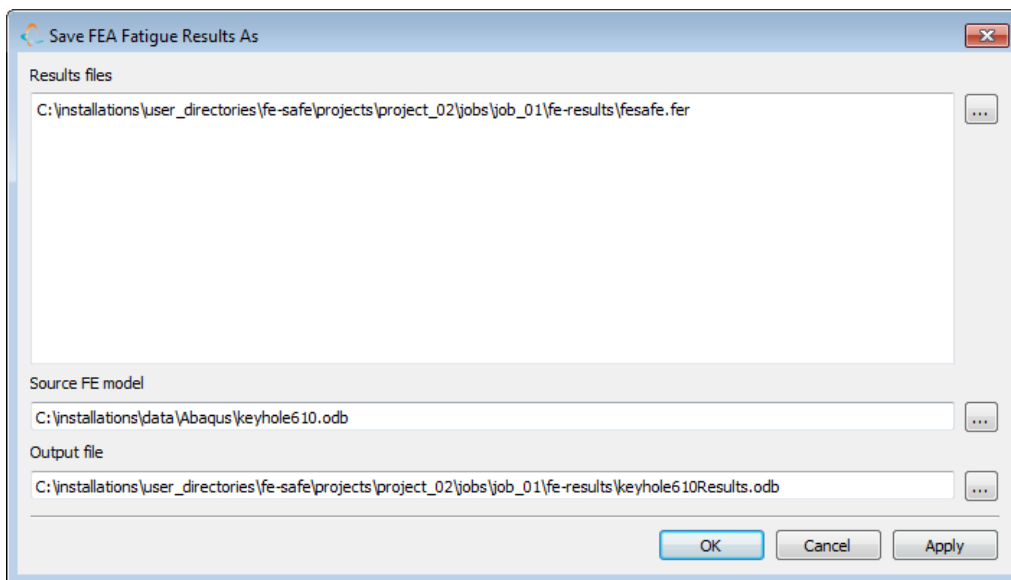 Save FEA Fatigue Results As
Results files
C:\installations\user_directories\fe-safe\projects\project_02\jobs\job_01\fe-results\fesafe.fer
...
Source FE model
C:\installations\data\Abaqus\keyhole610.odb
...
Output file
C:\installations\user_directories\fe-safe\projects\project_02\jobs\job_01\fe-results\keyhole610Results.odb
...
OK Cancel Apply